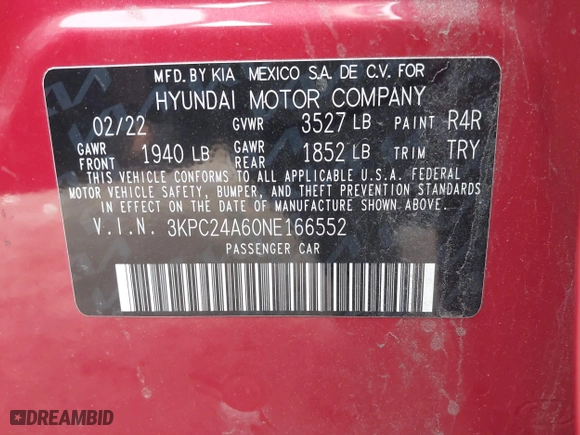 MFD. BY KIA MEXICO S.A. DE C.V. FOR
HYUNDAI MOTOR COMPANY
02/22 GVWR 3527 LB PAINT R4R
GAWR FRONT 1940 LB GAWR REAR 1852 LB TRIM TRY
THIS VEHICLE CONFORMS TO ALL APPLICABLE U.S.A. FEDERAL
MOTOR VEHICLE SAFETY, BUMPER, AND THEFT PREVENTION STANDARDS
IN EFFECT ON THE DATE OF MANUFACTURE SHOWN ABOVE.
V.I.N. 3KPC24A60NE166552
PASSENGER CAR
DREAMBID